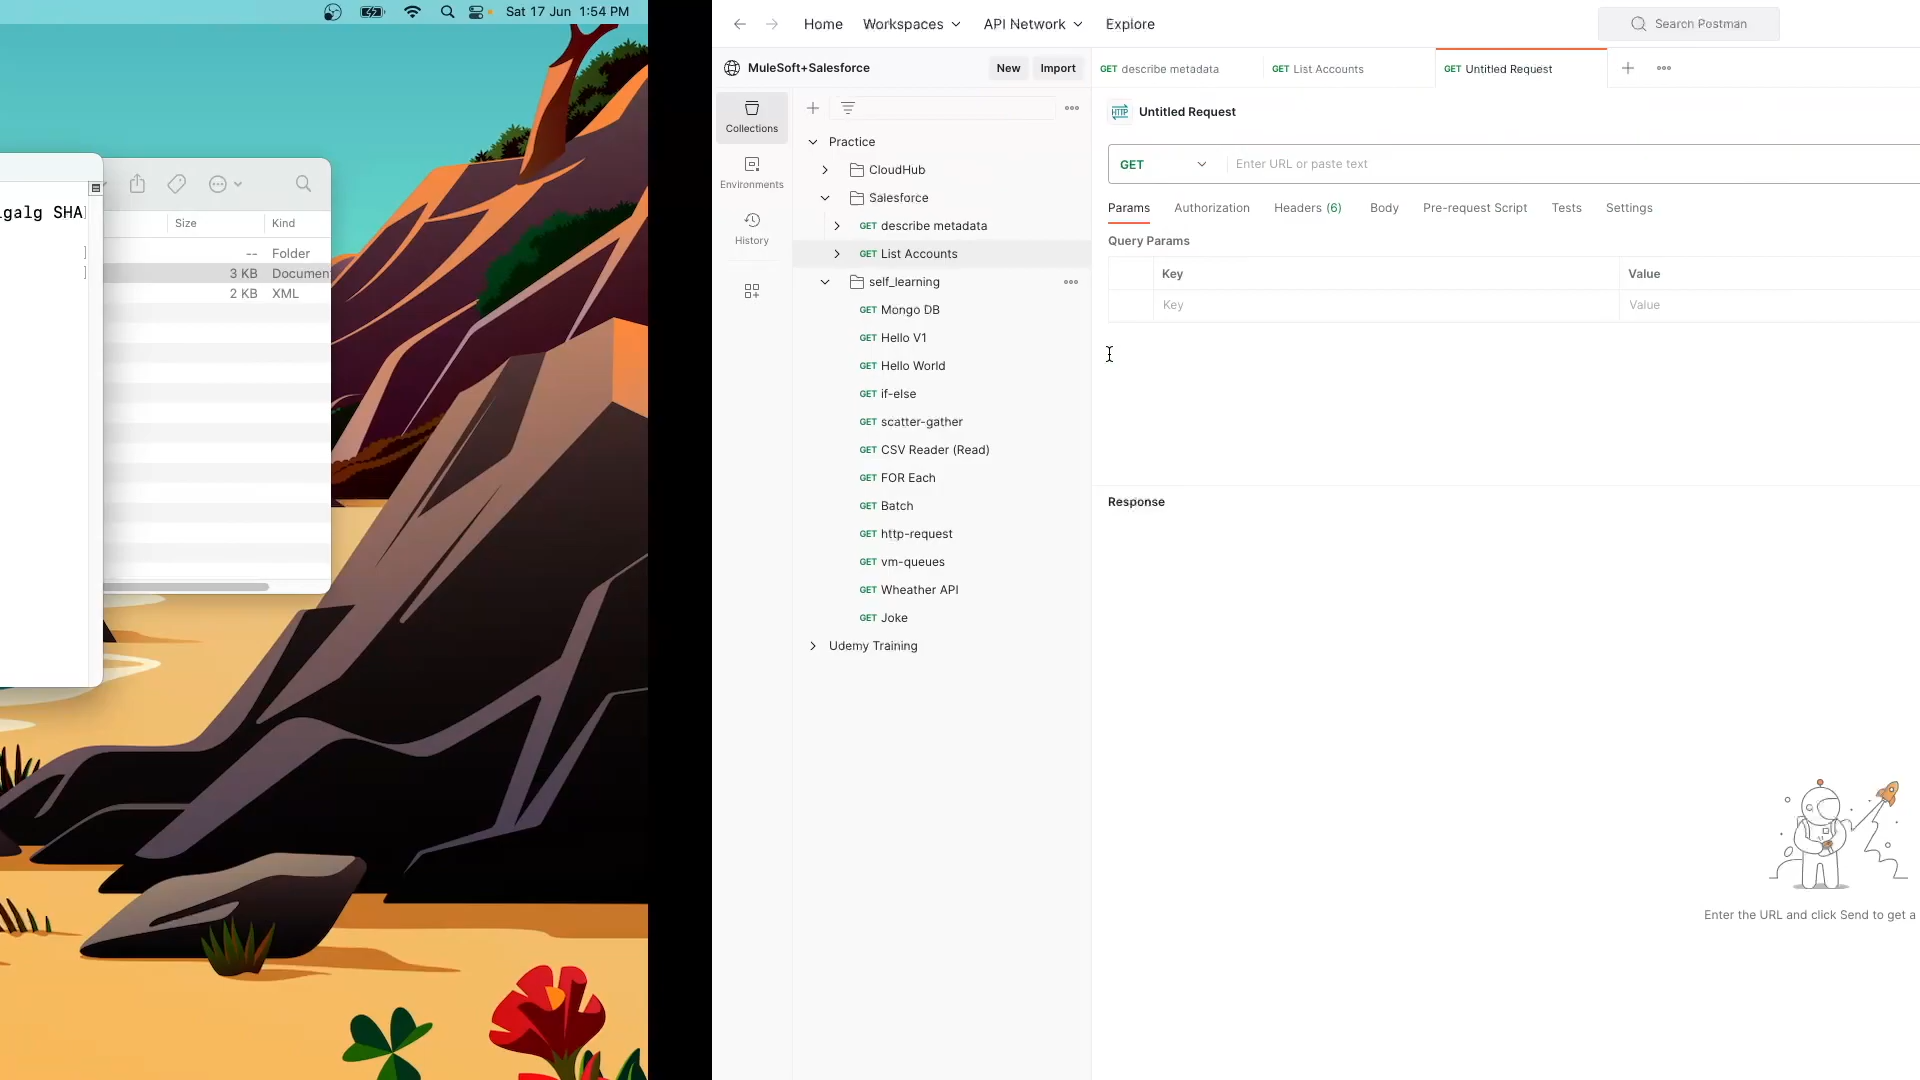 Sat 17 Jun 1:54 PM
lgalg SHA
Size Kind
-- Folder
3 KB Documen
2 KB XML
Home Workspaces API Network Explore
Search Postman
MuleSoft+Salesforce
New Import
GET describe metadata
GET List Accounts
GET Untitled Request
Collections
Environments
History
Practice
CloudHub
Salesforce
GET describe metadata
GET List Accounts
self_learning
GET Mongo DB
GET Hello V1
GET Hello World
GET if-else
GET scatter-gather
GET CSV Reader (Read)
GET FOR Each
GET Batch
GET http-request
GET vm-queues
GET Wheather API
GET Joke
Udemy Training
HTTP Untitled Request
GET Enter URL or paste text
Params Authorization Headers (6) Body Pre-request Script Tests Settings
Query Params
Key Value
Key Value
Response
Enter the URL and click Send to get a